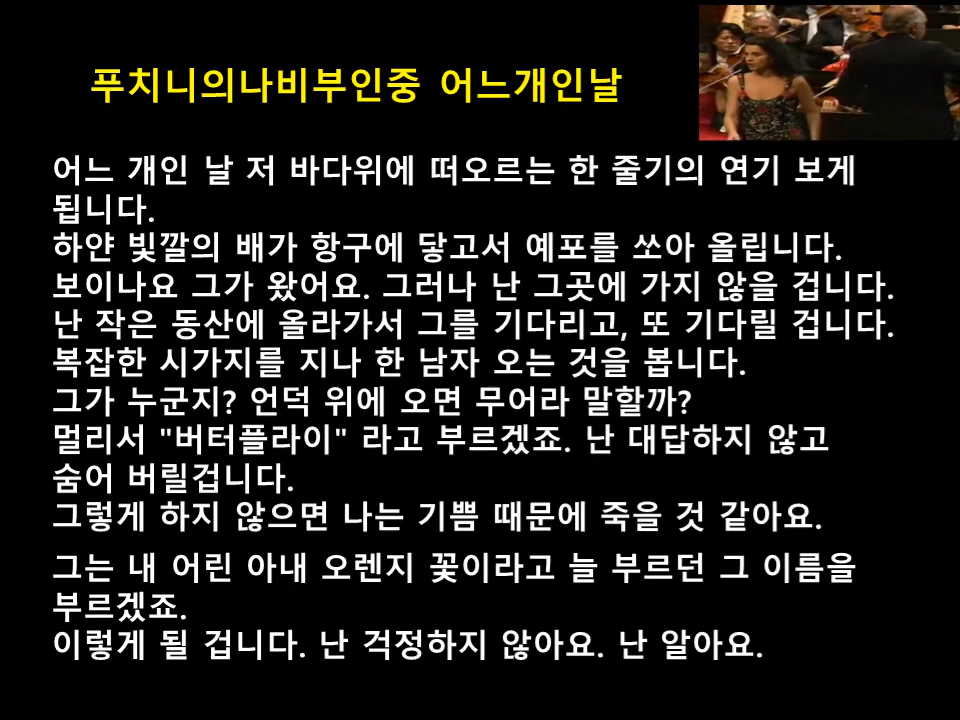 푸치니의나비부인중 어느개인날
어느 개인 날 저 바다위에 떠오르는 한 줄기의 연기 보게
됩니다.
하얀 빛깔의 배가 항구에 닿고서 예포를 쏘아 올립니다.
보이나요 그가 왔어요. 그러나 난 그곳에 가지 않을 겁니다.
난 작은 동산에 올라가서 그를 기다리고, 또 기다릴 겁니다.
복잡한 시가지를 지나 한 남자 오는 것을 봅니다.
그가 누군지? 언덕 위에 오면 무어라 말할까?
멀리서 "버터플라이" 라고 부르겠죠. 난 대답하지 않고
숨어 버릴겁니다.
그렇게 하지 않으면 나는 기쁨 때문에 죽을 것 같아요.
그는 내 어린 아내 오렌지 꽃이라고 늘 부르던 그 이름을
부르겠죠.
이렇게 될 겁니다. 난 걱정하지 않아요. 난 알아요.